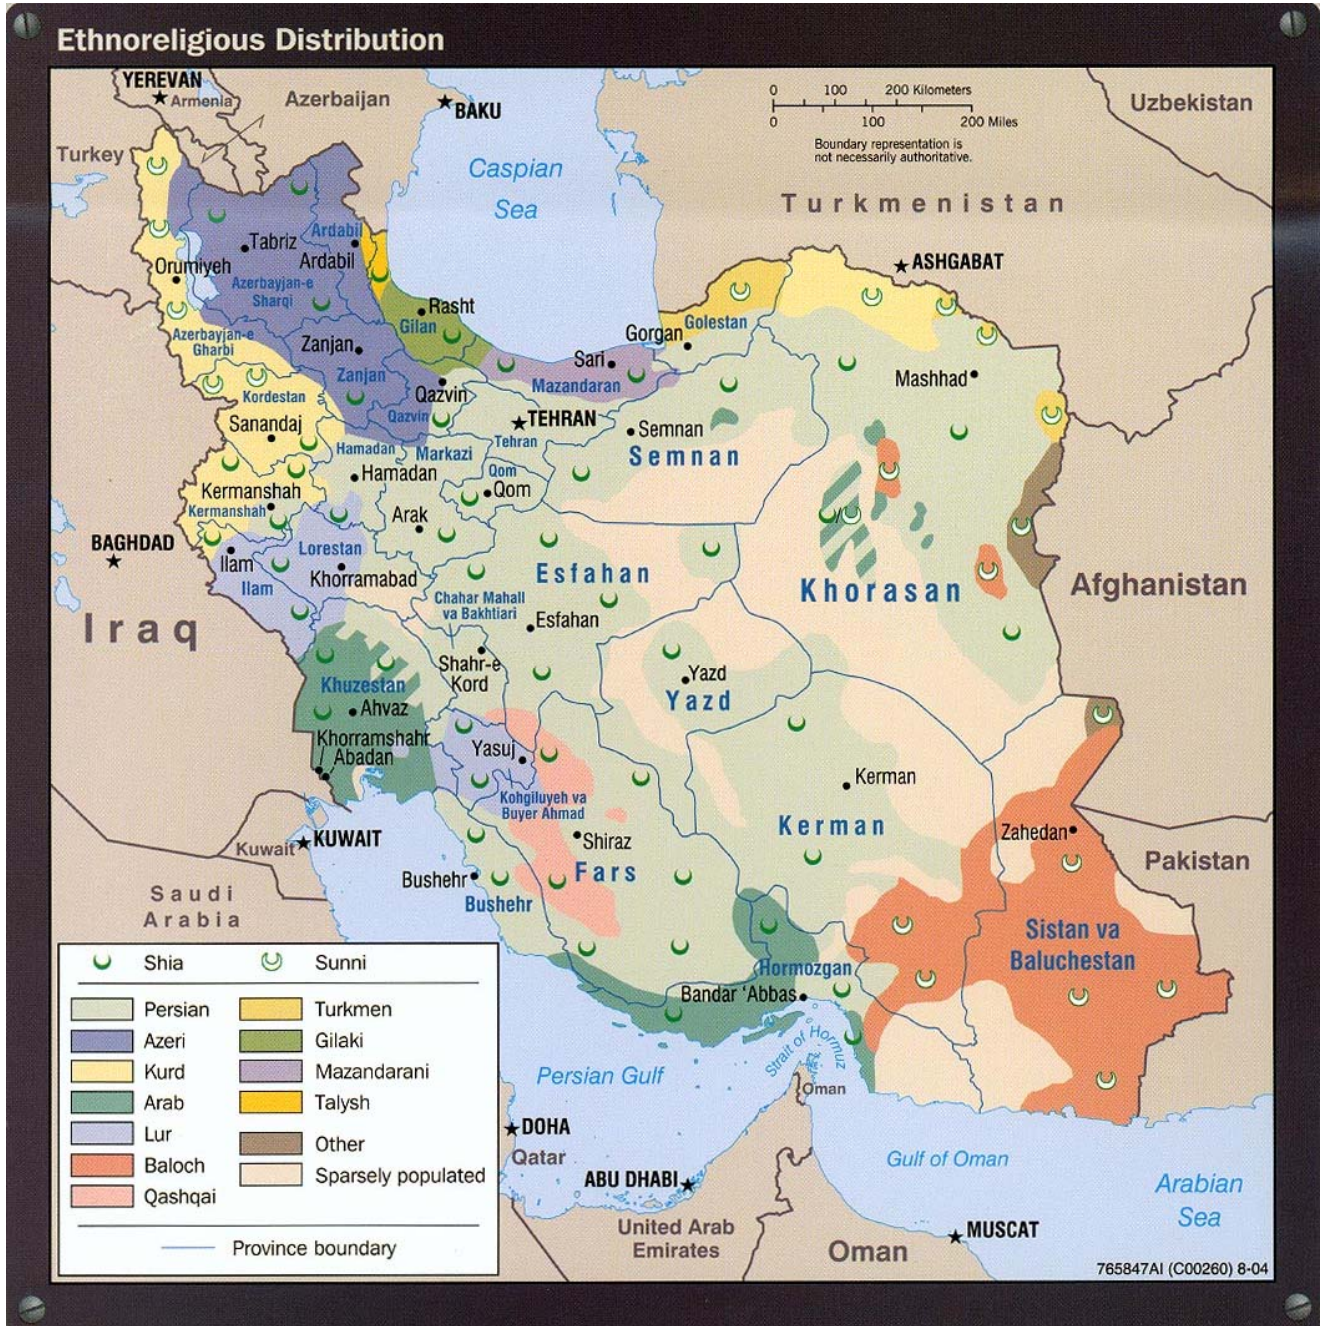 Ethnoreligious Distribution
YEREVAN
Armenia
Azerbaijan
BAKU
0 100 200 Kilometers
0 100 200 Miles
Boundary representation is
not necessarily authoritative.
Uzbekistan
Turkey
Caspian
Sea
Turkmenistan
Tabriz
Ardabil
Ardabil
Orumiyeh
Azerbayjan-e
Sharqi
ASHGABAT
Rasht
Gilan
Golestan
Gorgan
Azerbayjan-e
Gharbi
Zanjan
Zanjan
Sari
Mazandaran
Mashhad
Kordestan
Qazvin
Qazvin
TEHRAN
Tehran
Sanandaj
Semnan
Semnan
Hamadan
Markazi
Hamadan
Qom
Qom
Kermanshah
Kermanshah
Arak
BAGHDAD
Ilam
Ilam
Lorestan
Khorramabad
Esfahan
Khorasan
Afghanistan
Chahar Mahall
va Bakhtiari
Esfahan
Iraq
Shahr-e
Kord
Yazd
Yazd
Khuzestan
Ahvaz
Khorramshahr
Abadan
Yasuj
Kohgiluyeh va
Buyer Ahmad
Kerman
Kerman
Zahedan
KUWAIT
Kuwait
Shiraz
Fars
Pakistan
Saudi
Arabia
Bushehr
Bushehr
Sistan va
Baluchestan
Hormozgan
Bandar 'Abbas
Strait of Hormuz
Persian Gulf
Oman
DOHA
Qatar
ABU DHABI
Gulf of Oman
Arabian
Sea
United Arab
Emirates
Oman
MUSCAT
Shia
Sunni
Persian
Azeri
Kurd
Arab
Lur
Baloch
Qashqai
Turkmen
Gilaki
Mazandarani
Talysh
Other
Sparsely populated
Province boundary
765847AI (C00260) 8-04